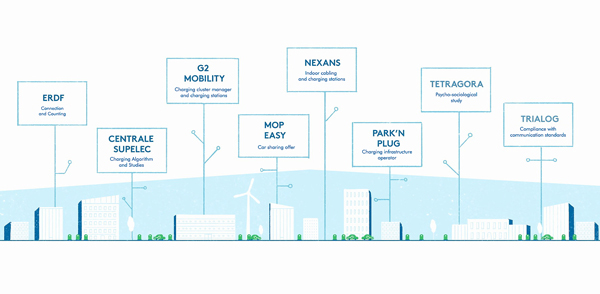 ERDF
Connection
and Counting
CENTRALE
SUPELEC
Charging Algorithm
and Studies
G2
MOBILITY
Charging cluster manager
and charging stations
MOP
EASY
Car sharing offer
NEXANS
Indoor cabling
and charging stations
PARK'N
PLUG
Charging infrastructure
operator
TETRAGORA
Psycho-sociological
study
TRIALOG
Compliance with
communication standards